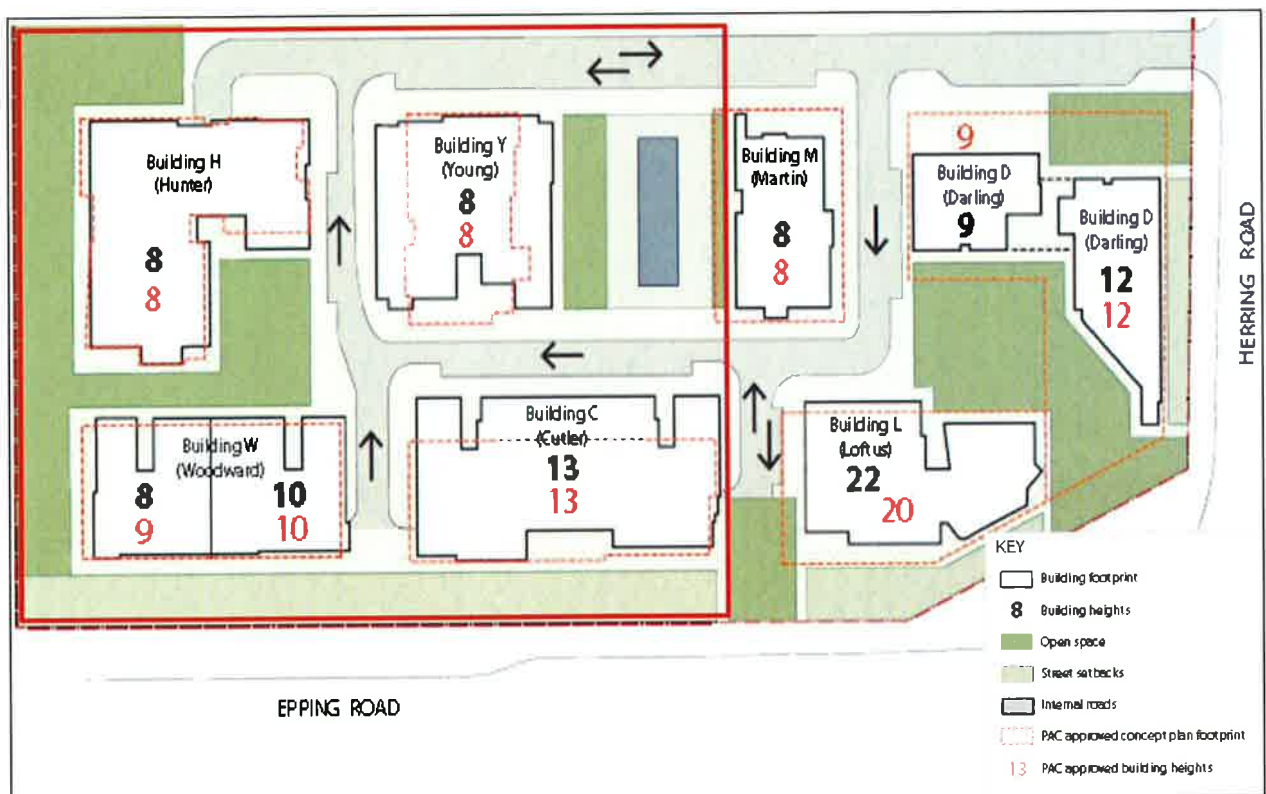 Building H
(Hunter)
8
8
Building Y
(Young)
8
8
Building M
(Martin)
8
8
9
Building D
(Darling)
9
Building D
(Darling)
12
12
HERRING ROAD
Building W
(Woodward)
8
9
10
10
Building C
(Cutler)
13
13
Building L
(Loftus)
22
20
EPPING ROAD
KEY
Building footprint
8 Building heights
Open space
Street setbacks
Internal roads
PAC approved concept plan footprint
13 PAC approved building heights